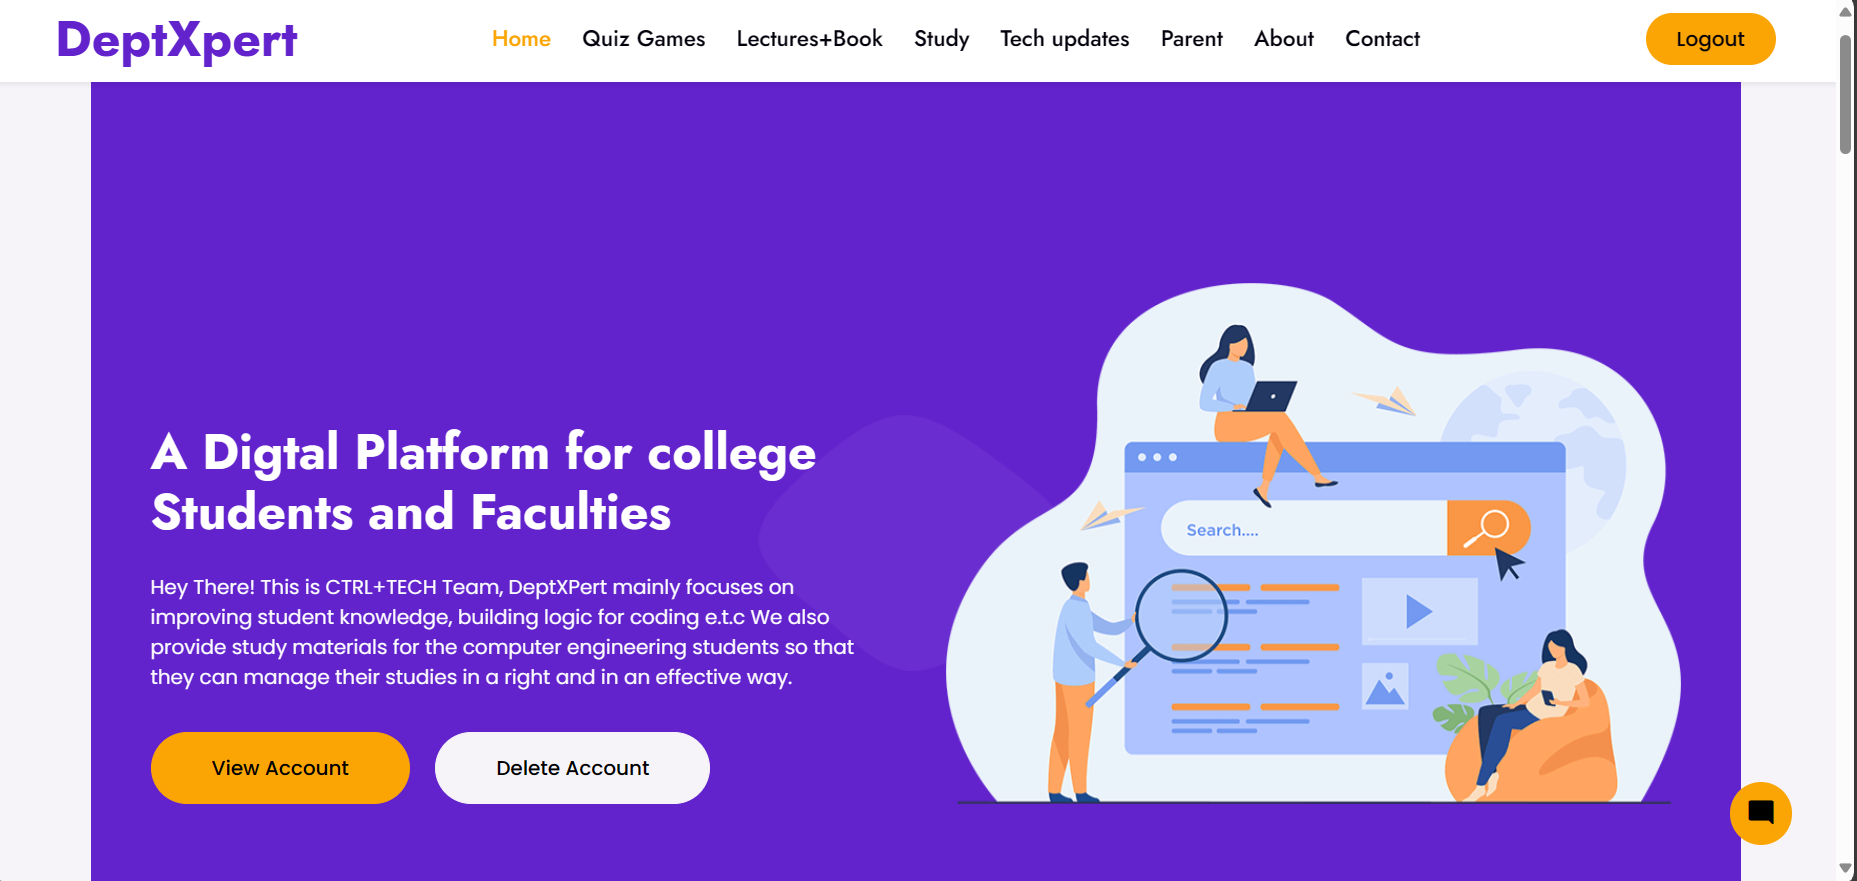 DeptXpert
Home Quiz Games Lectures+Book Study Tech updates Parent About Contact
Logout
A Digtal Platform for college
Students and Faculties
Hey There! This is CTRL+TECH Team, DeptXPert mainly focuses on
improving student knowledge, building logic for coding e.t.c We also
provide study materials for the computer engineering students so that
they can manage their studies in a right and in an effective way.
View Account
Delete Account
Search....